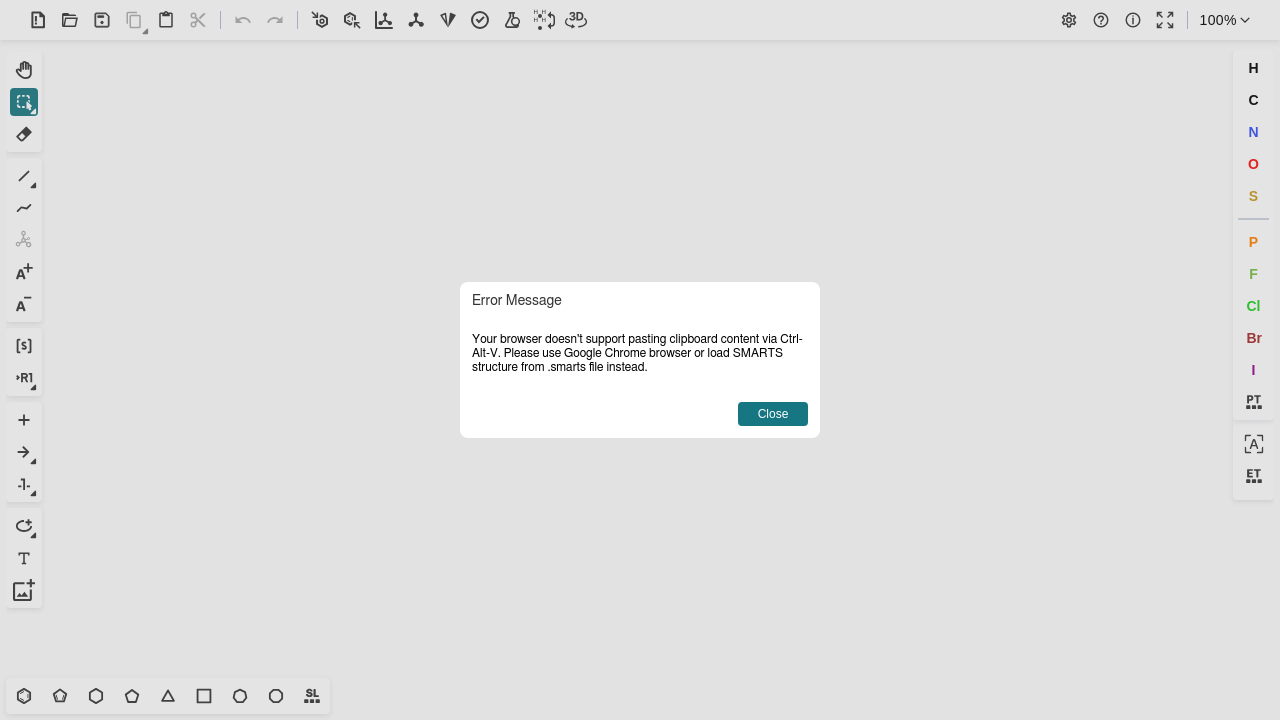 H H
H H
3D
100%
H
C
N
O
S
P
F
Cl
Br
I
PT
A
ET
A+
A−
[s]
›R1
-1-
T
Error Message
Your browser doesn't support pasting clipboard content via Ctrl-
Alt-V. Please use Google Chrome browser or load SMARTS
structure from .smarts file instead.
Close
SL